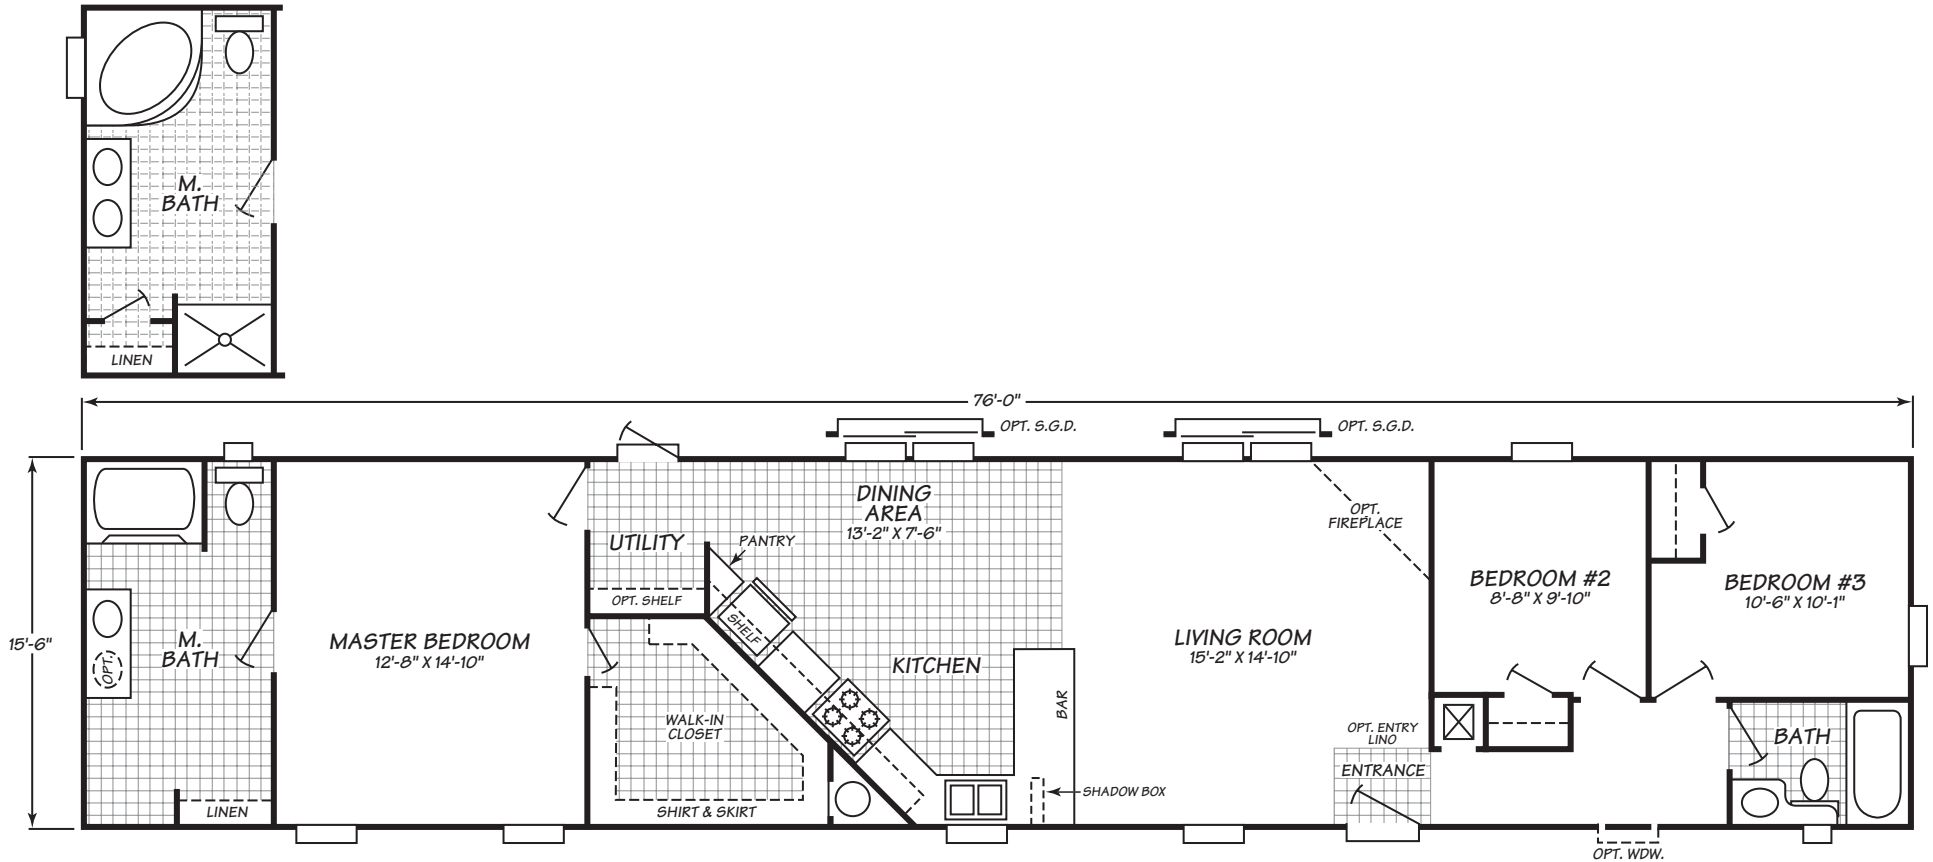 M.
BATH
LINEN
76'-0"
OPT. S.G.D.
OPT. S.G.D.
15'-6"
OPT.
M.
BATH
LINEN
MASTER BEDROOM
12'-8" X 14'-10"
UTILITY
OPT. SHELF
WALK-IN
CLOSET
SHIRT & SKIRT
PANTRY
SHELF
DINING
AREA
13'-2" X 7'-6"
KITCHEN
BAR
SHADOW BOX
LIVING ROOM
15'-2" X 14'-10"
OPT.
FIREPLACE
OPT. ENTRY
LINO
ENTRANCE
BEDROOM #2
8'-8" X 9'-10"
BEDROOM #3
10'-6" X 10'-1"
BATH
OPT. WDW.